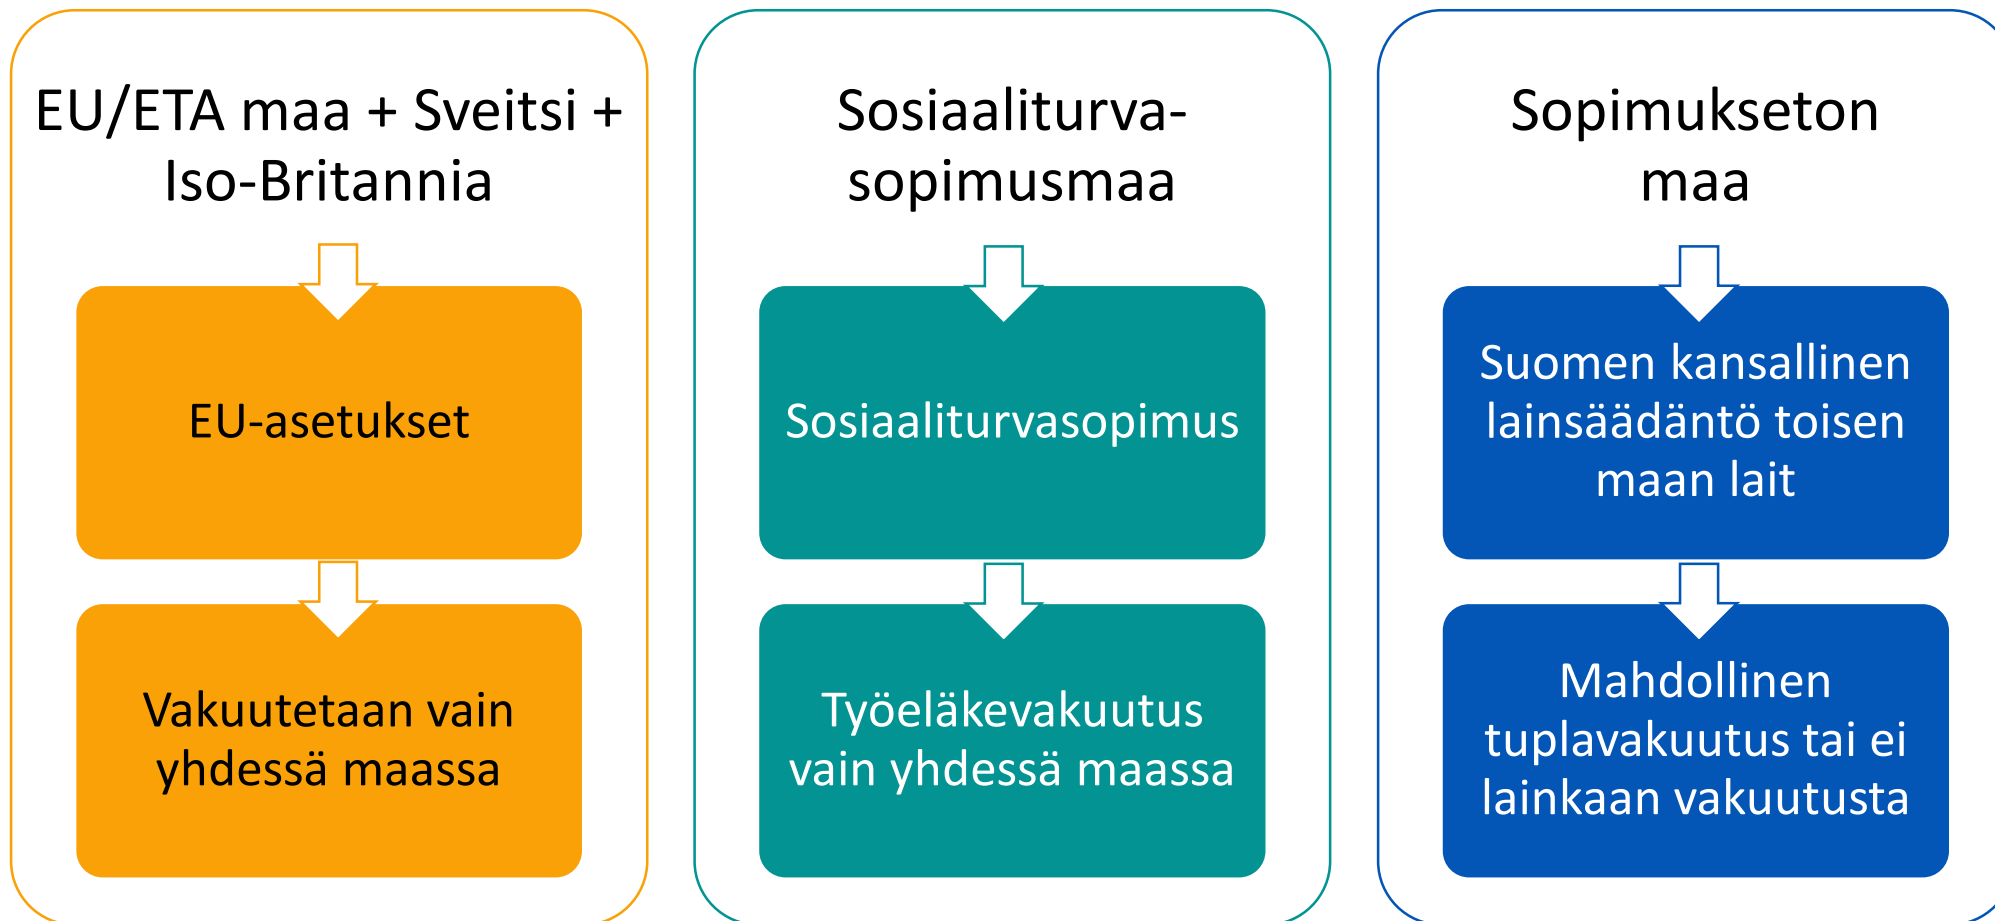 EU/ETA maa + Sveitsi +
Iso-Britannia
EU-asetukset
Vakuutetaan vain
yhdessä maassa
Sosiaaliturva-
sopimusmaa
Sosiaaliturvasopimus
Työeläkevakuutus
vain yhdessä maassa
Sopimukseton
maa
Suomen kansallinen
lainsäädäntö toisen
maan lait
Mahdollinen
tuplavakuutus tai ei
lainkaan vakuutusta